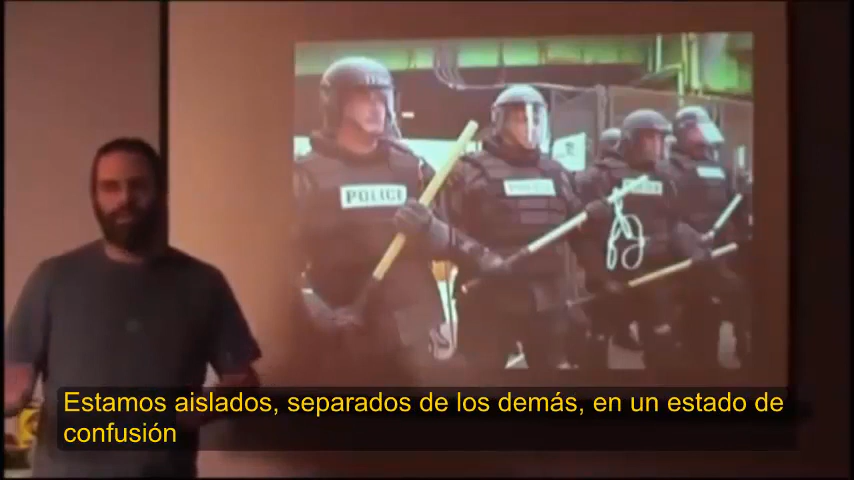 POLICE
POLICE
Estamos aislados, separados de los demás, en un estado de
confusión